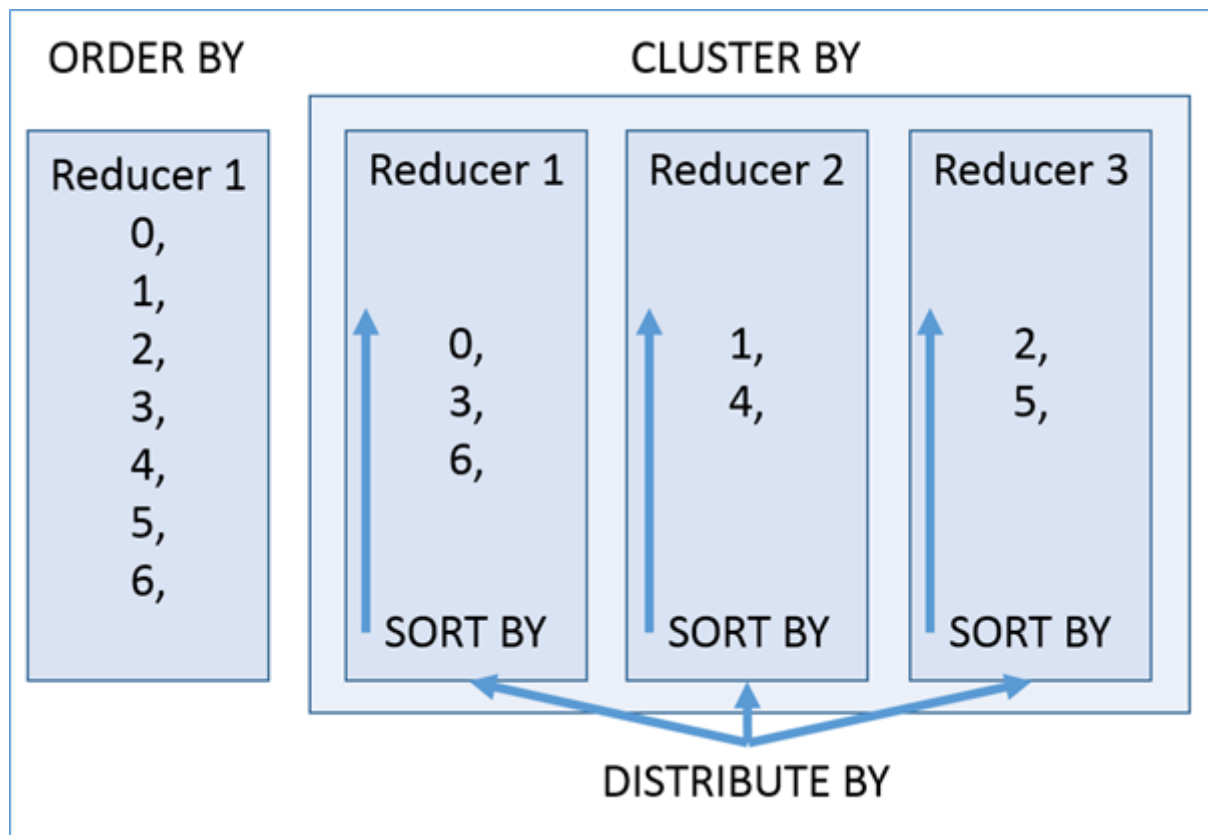 ORDER BY
CLUSTER BY
Reducer 1
0,
1,
2,
3,
4,
5,
6,
Reducer 1
0,
3,
6,
SORT BY
Reducer 2
1,
4,
SORT BY
Reducer 3
2,
5,
SORT BY
DISTRIBUTE BY